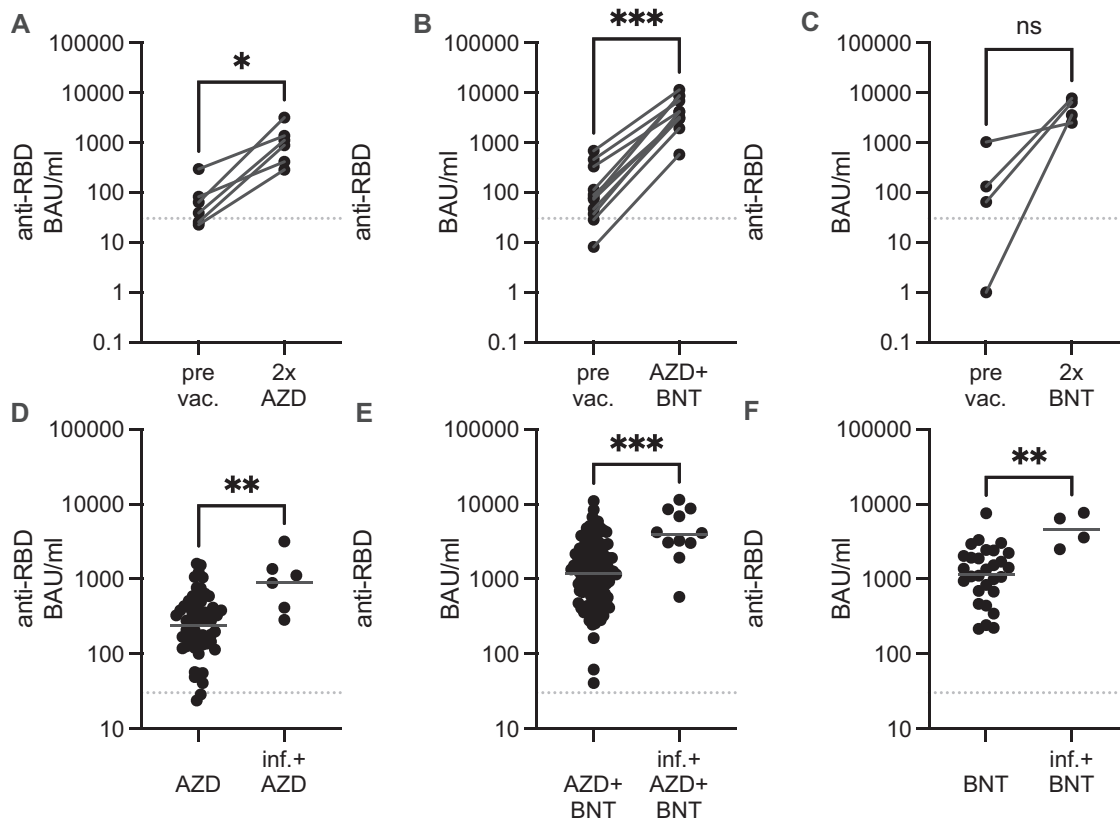 A
anti-RBD
BAU/ml
100000
10000
1000
100
10
1
0.1
*
pre
vac.
2x
AZD
B
anti-RBD
BAU/ml
100000
10000
1000
100
10
1
0.1
***
pre
vac.
AZD+
BNT
C
anti-RBD
BAU/ml
100000
10000
1000
100
10
1
0.1
ns
pre
vac.
2x
BNT
D
anti-RBD
BAU/ml
100000
10000
1000
100
10
**
AZD
inf.+
AZD
E
anti-RBD
BAU/ml
100000
10000
1000
100
10
***
AZD+
BNT
inf.+
AZD+
BNT
F
anti-RBD
BAU/ml
100000
10000
1000
100
10
**
BNT
inf.+
BNT